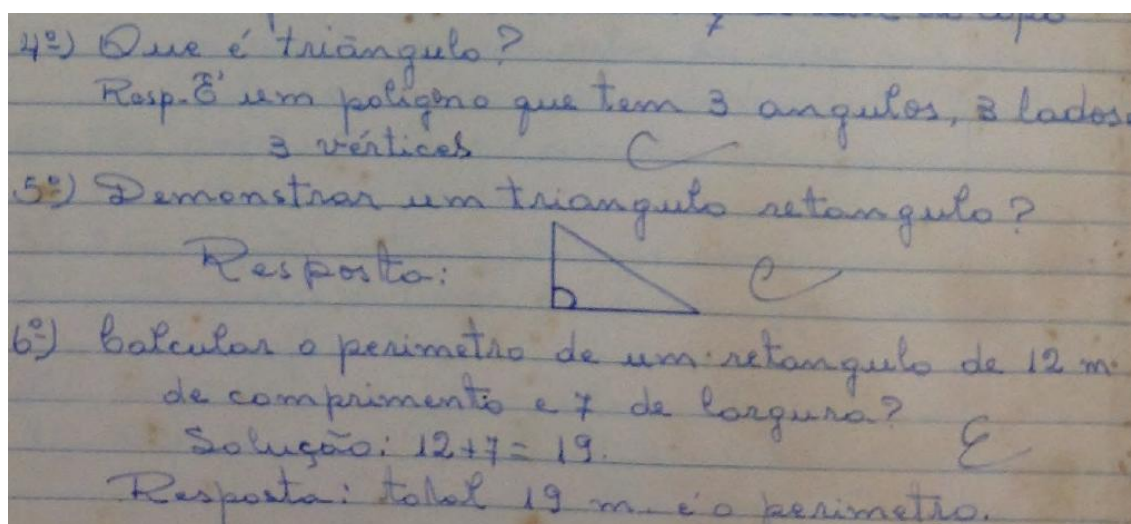 4º) Que é triângulo?
Resp. É um polígono que tem 3 angulos, 3 lados.
3 vértices C
5º) Demonstrar um triangulo retangulo?
Resposta: C
6º) Calcular o perimetro de um retangulo de 12 m.
de comprimento e 7 de largura?
Solução: 12+7=19. E
Resposta: total 19 m é o perimetro.